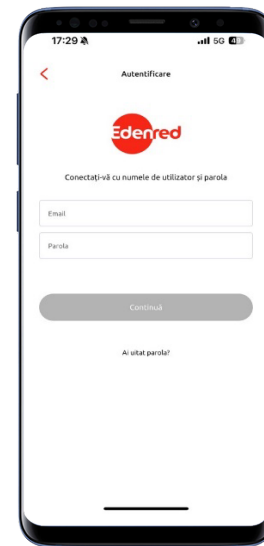 17:29
5G
Autentificare
Edenred
Conectați-vă cu numele de utilizator și parola
Email
Parola
Continuă
Ai uitat parola?